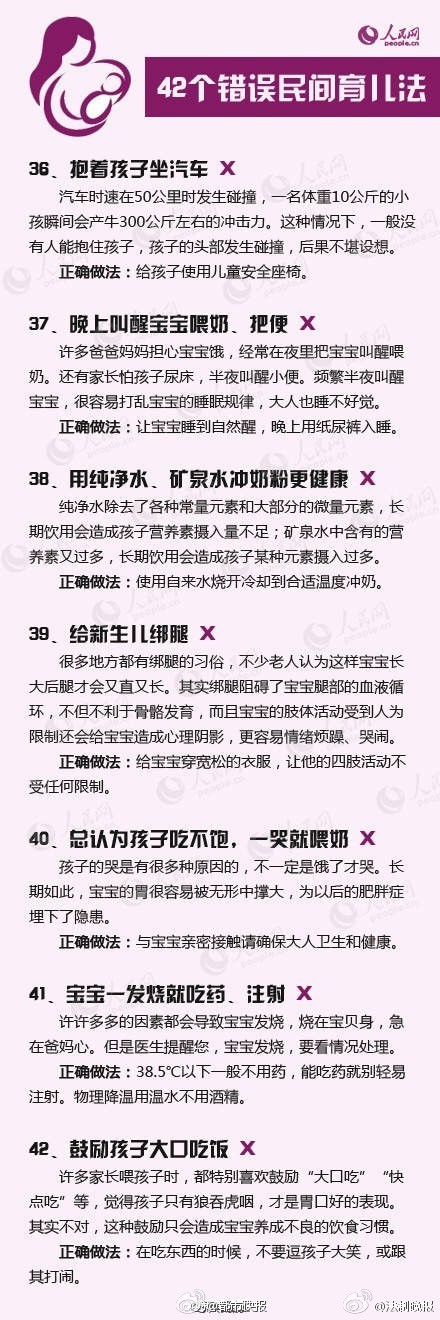 人民网
people.cn
42个错误民间育儿法
36、抱着孩子坐汽车 X
汽车时速在50公里时发生碰撞，一名体重10公斤的小
孩瞬间会产牛300公斤左右的冲击力。这种情况下，一般没
有人能抱住孩子，孩子的头部发生碰撞，后果不堪设想。
正确做法：给孩子使用儿童安全座椅。
37、晚上叫醒宝宝喂奶、把便 X
许多爸爸妈妈担心宝宝饿，经常在夜里把宝宝叫醒喂
奶。还有家长怕孩子尿床，半夜叫醒小便。频繁半夜叫醒
宝宝，很容易打乱宝宝的睡眠规律，大人也睡不好觉。
正确做法：让宝宝睡到自然醒，晚上用纸尿裤入睡。
38、用纯净水、矿泉水冲奶粉更健康 X
纯净水除去了各种常量元素和大部分的微量元素，长
期饮用会造成孩子营养素摄入量不足；矿泉水中含有的营
养素又过多，长期饮用会造成孩子某种元素摄入过多。
正确做法：使用自来水烧开冷却到合适温度冲奶。
39、给新生儿绑腿 X
很多地方都有绑腿的习俗，不少老人认为这样宝宝长
大后腿才会又直又长。其实绑腿阻碍了宝宝腿部的血液循
环，不但不利于骨骼发育，而且宝宝的肢体活动受到人为
限制还会给宝宝造成心理阴影，更容易情绪烦躁、哭闹。
正确做法：给宝宝穿宽松的衣服，让他的四肢活动不
受任何限制。
40、总认为孩子吃不饱，一哭就喂奶 X
孩子的哭是有很多种原因的，不一定是饿了才哭。长
期如此，宝宝的胃很容易被无形中撑大，为以后的肥胖症
埋下了隐患。
正确做法：与宝宝亲密接触请确保大人卫生和健康。
41、宝宝一发烧就吃药、注射 X
许许多多的因素都会导致宝宝发烧，烧在宝贝身，急
在爸妈心。但是医生提醒您，宝宝发烧，要看情况处理。
正确做法：38.5℃以下一般不用药，能吃药就别轻易
注射。物理降温用温水不用酒精。
42、鼓励孩子大口吃饭 X
许多家长喂孩子时，都特别喜欢鼓励“大口吃”“快
点吃”等，觉得孩子只有狼吞虎咽，才是胃口好的表现。
其实不对，这种鼓励只会造成宝宝养成不良的饮食习惯。
正确做法：在吃东西的时候，不要逗孩子大笑，或跟
其打闹。
@法制晚报